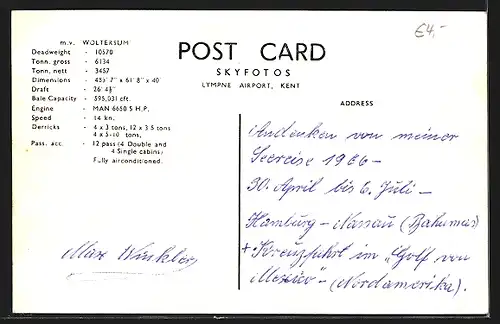 €4,-
m.v. WOLTERSUM
Deadweight - 10570
Tonn. gross - 6134
Tonn. nett - 3457
Dimensions - 485' 7" x 61' 8" x 40'
Draft - 26' 4½"
Bale Capacity - 595,031 cft.
Engine - MAN 6650 S H.P.
Speed - 14 kn.
Derricks - 4 x 3 tons, 12 x 3.5 tons
4 x 5-10 tons,
Pass. acc. - 12 pass (4 Double and
4 Single cabins)
Fully airconditioned.
POST CARD
SKYFOTOS
LYMPNE AIRPORT, KENT
ADDRESS
Andenken von meiner
Seereise 1966 -
30. April bis 6. Juli -
Hamburg - Nassau (Bahamas)
+ Kreuzfahrt im „Golf von
Mexico" - (Nordamerika).
Max Winkler